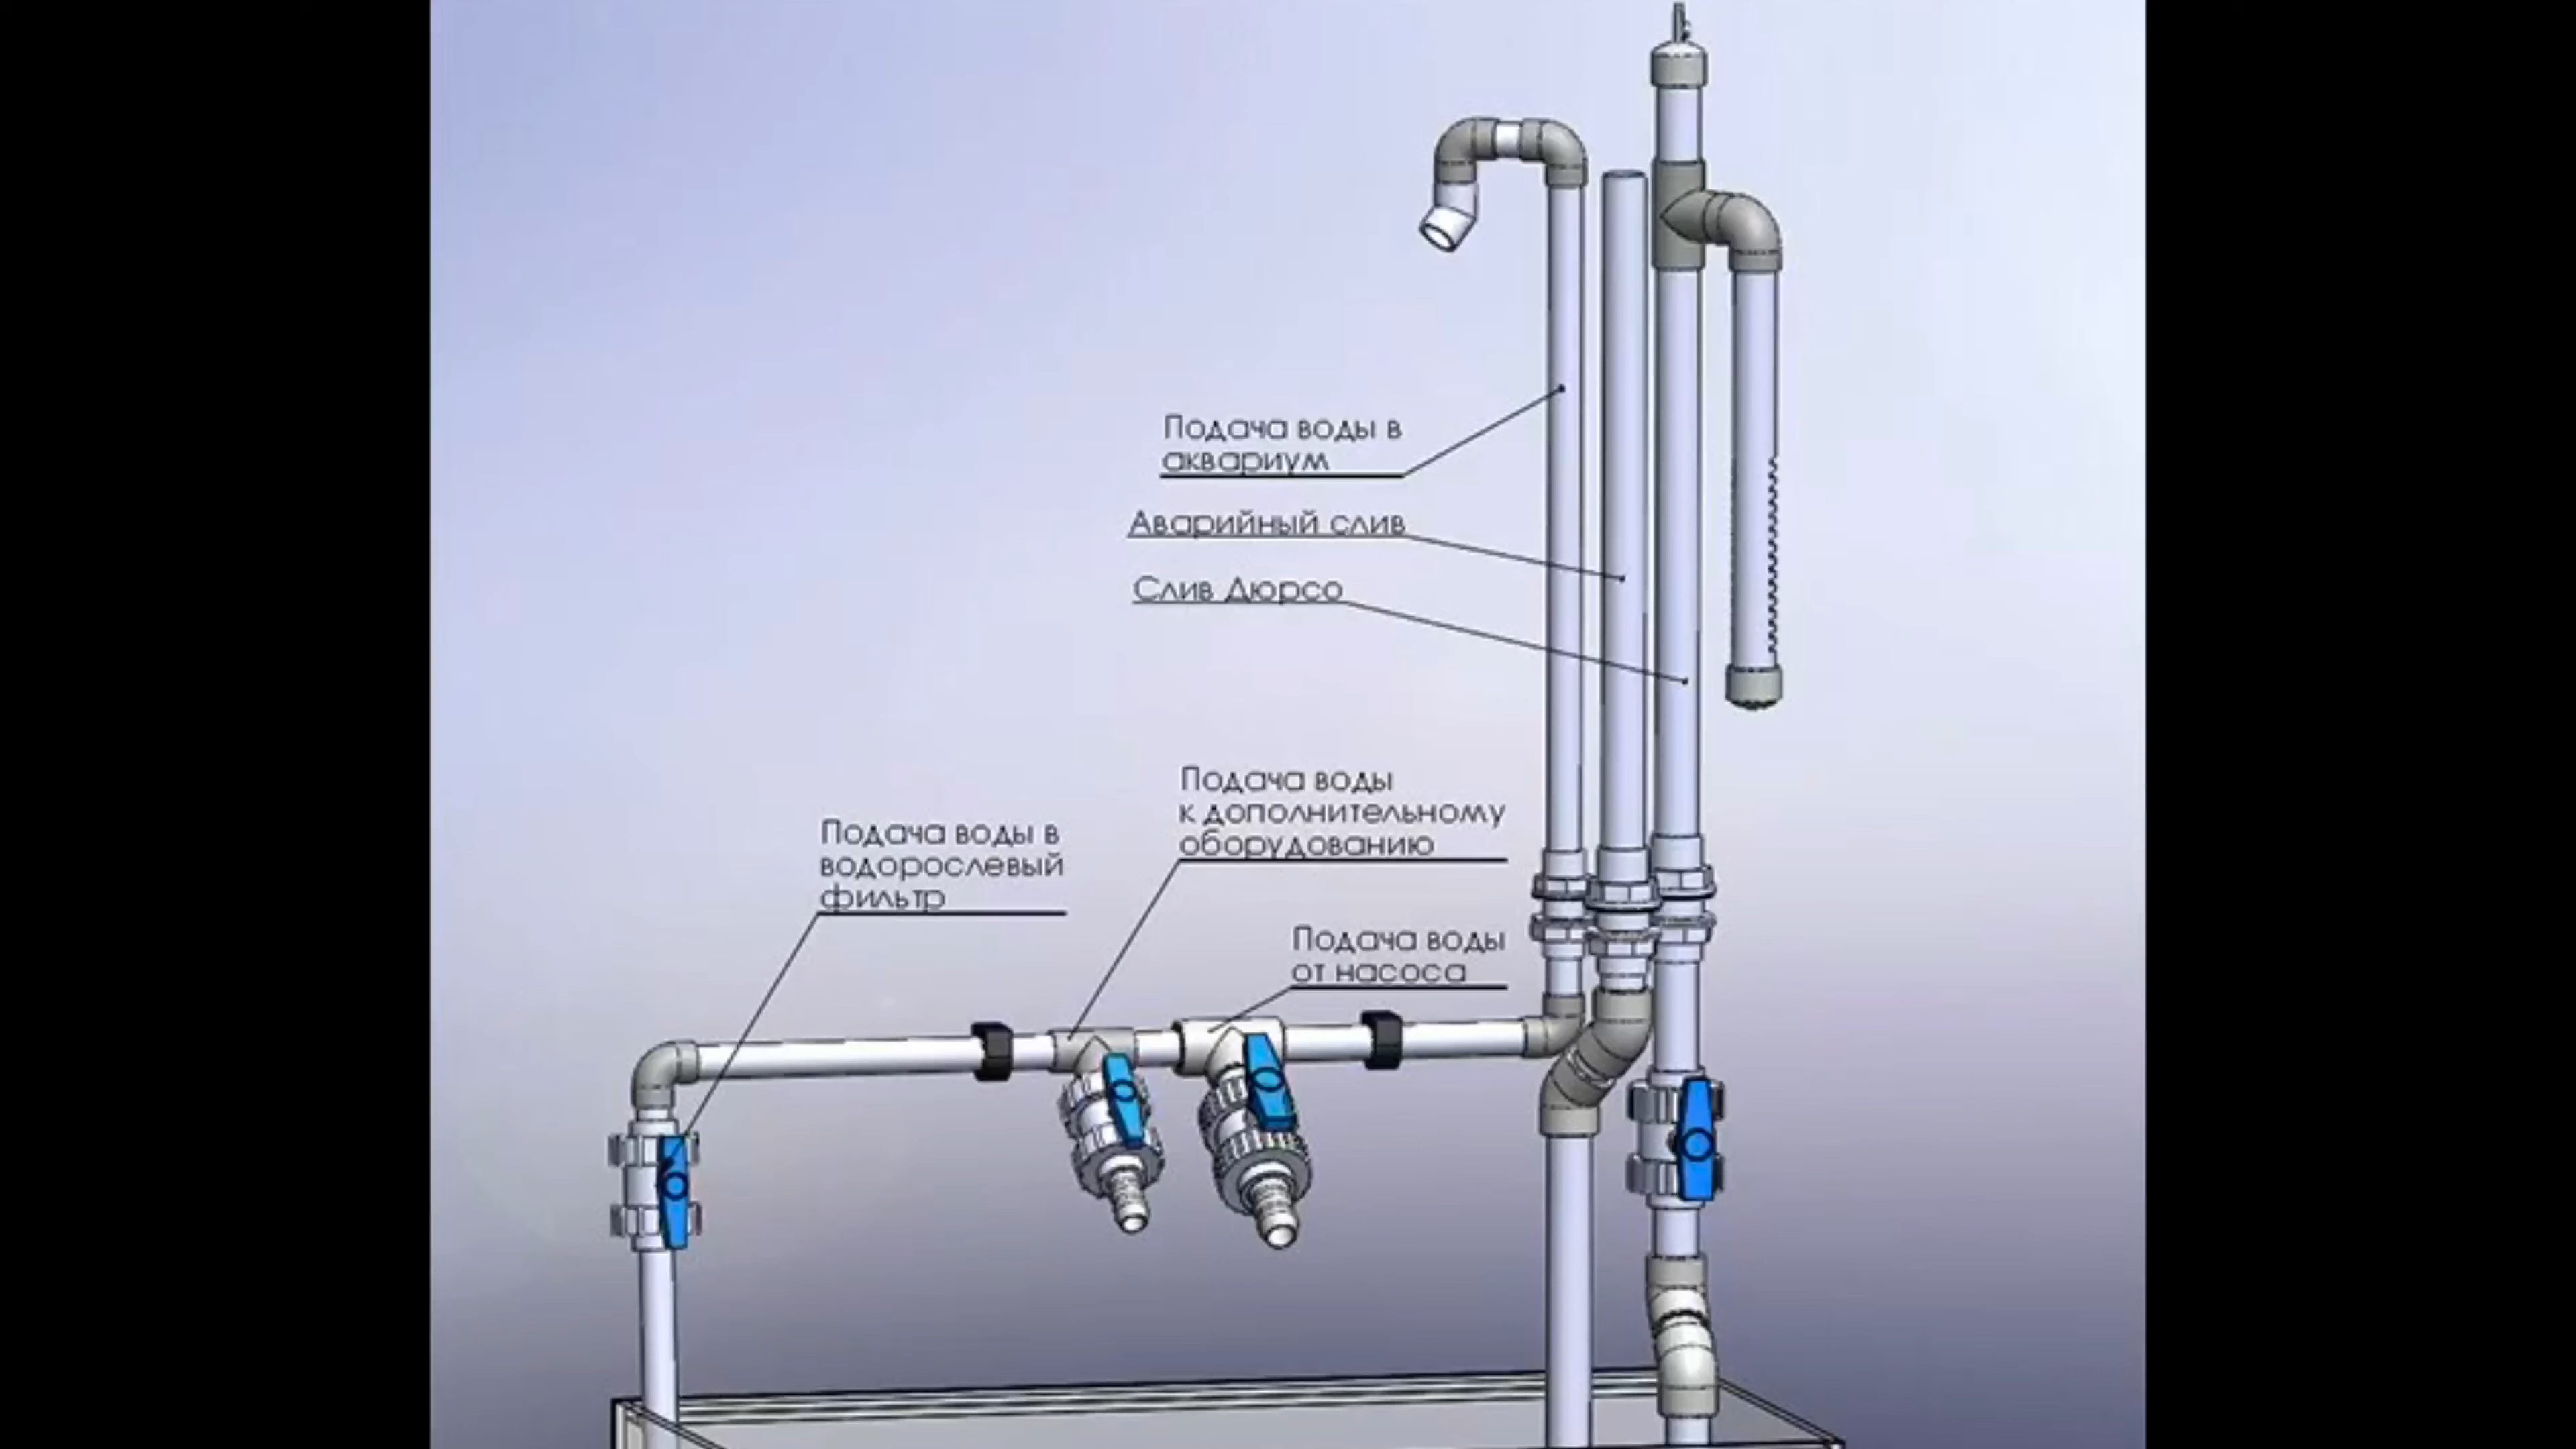 Подача воды в
аквариум
Аварийный слив
Слив Дюрсо
Подача воды
к дополнительному
оборудованию
Подача воды в
водорослевый
фильтр
Подача воды
от насоса